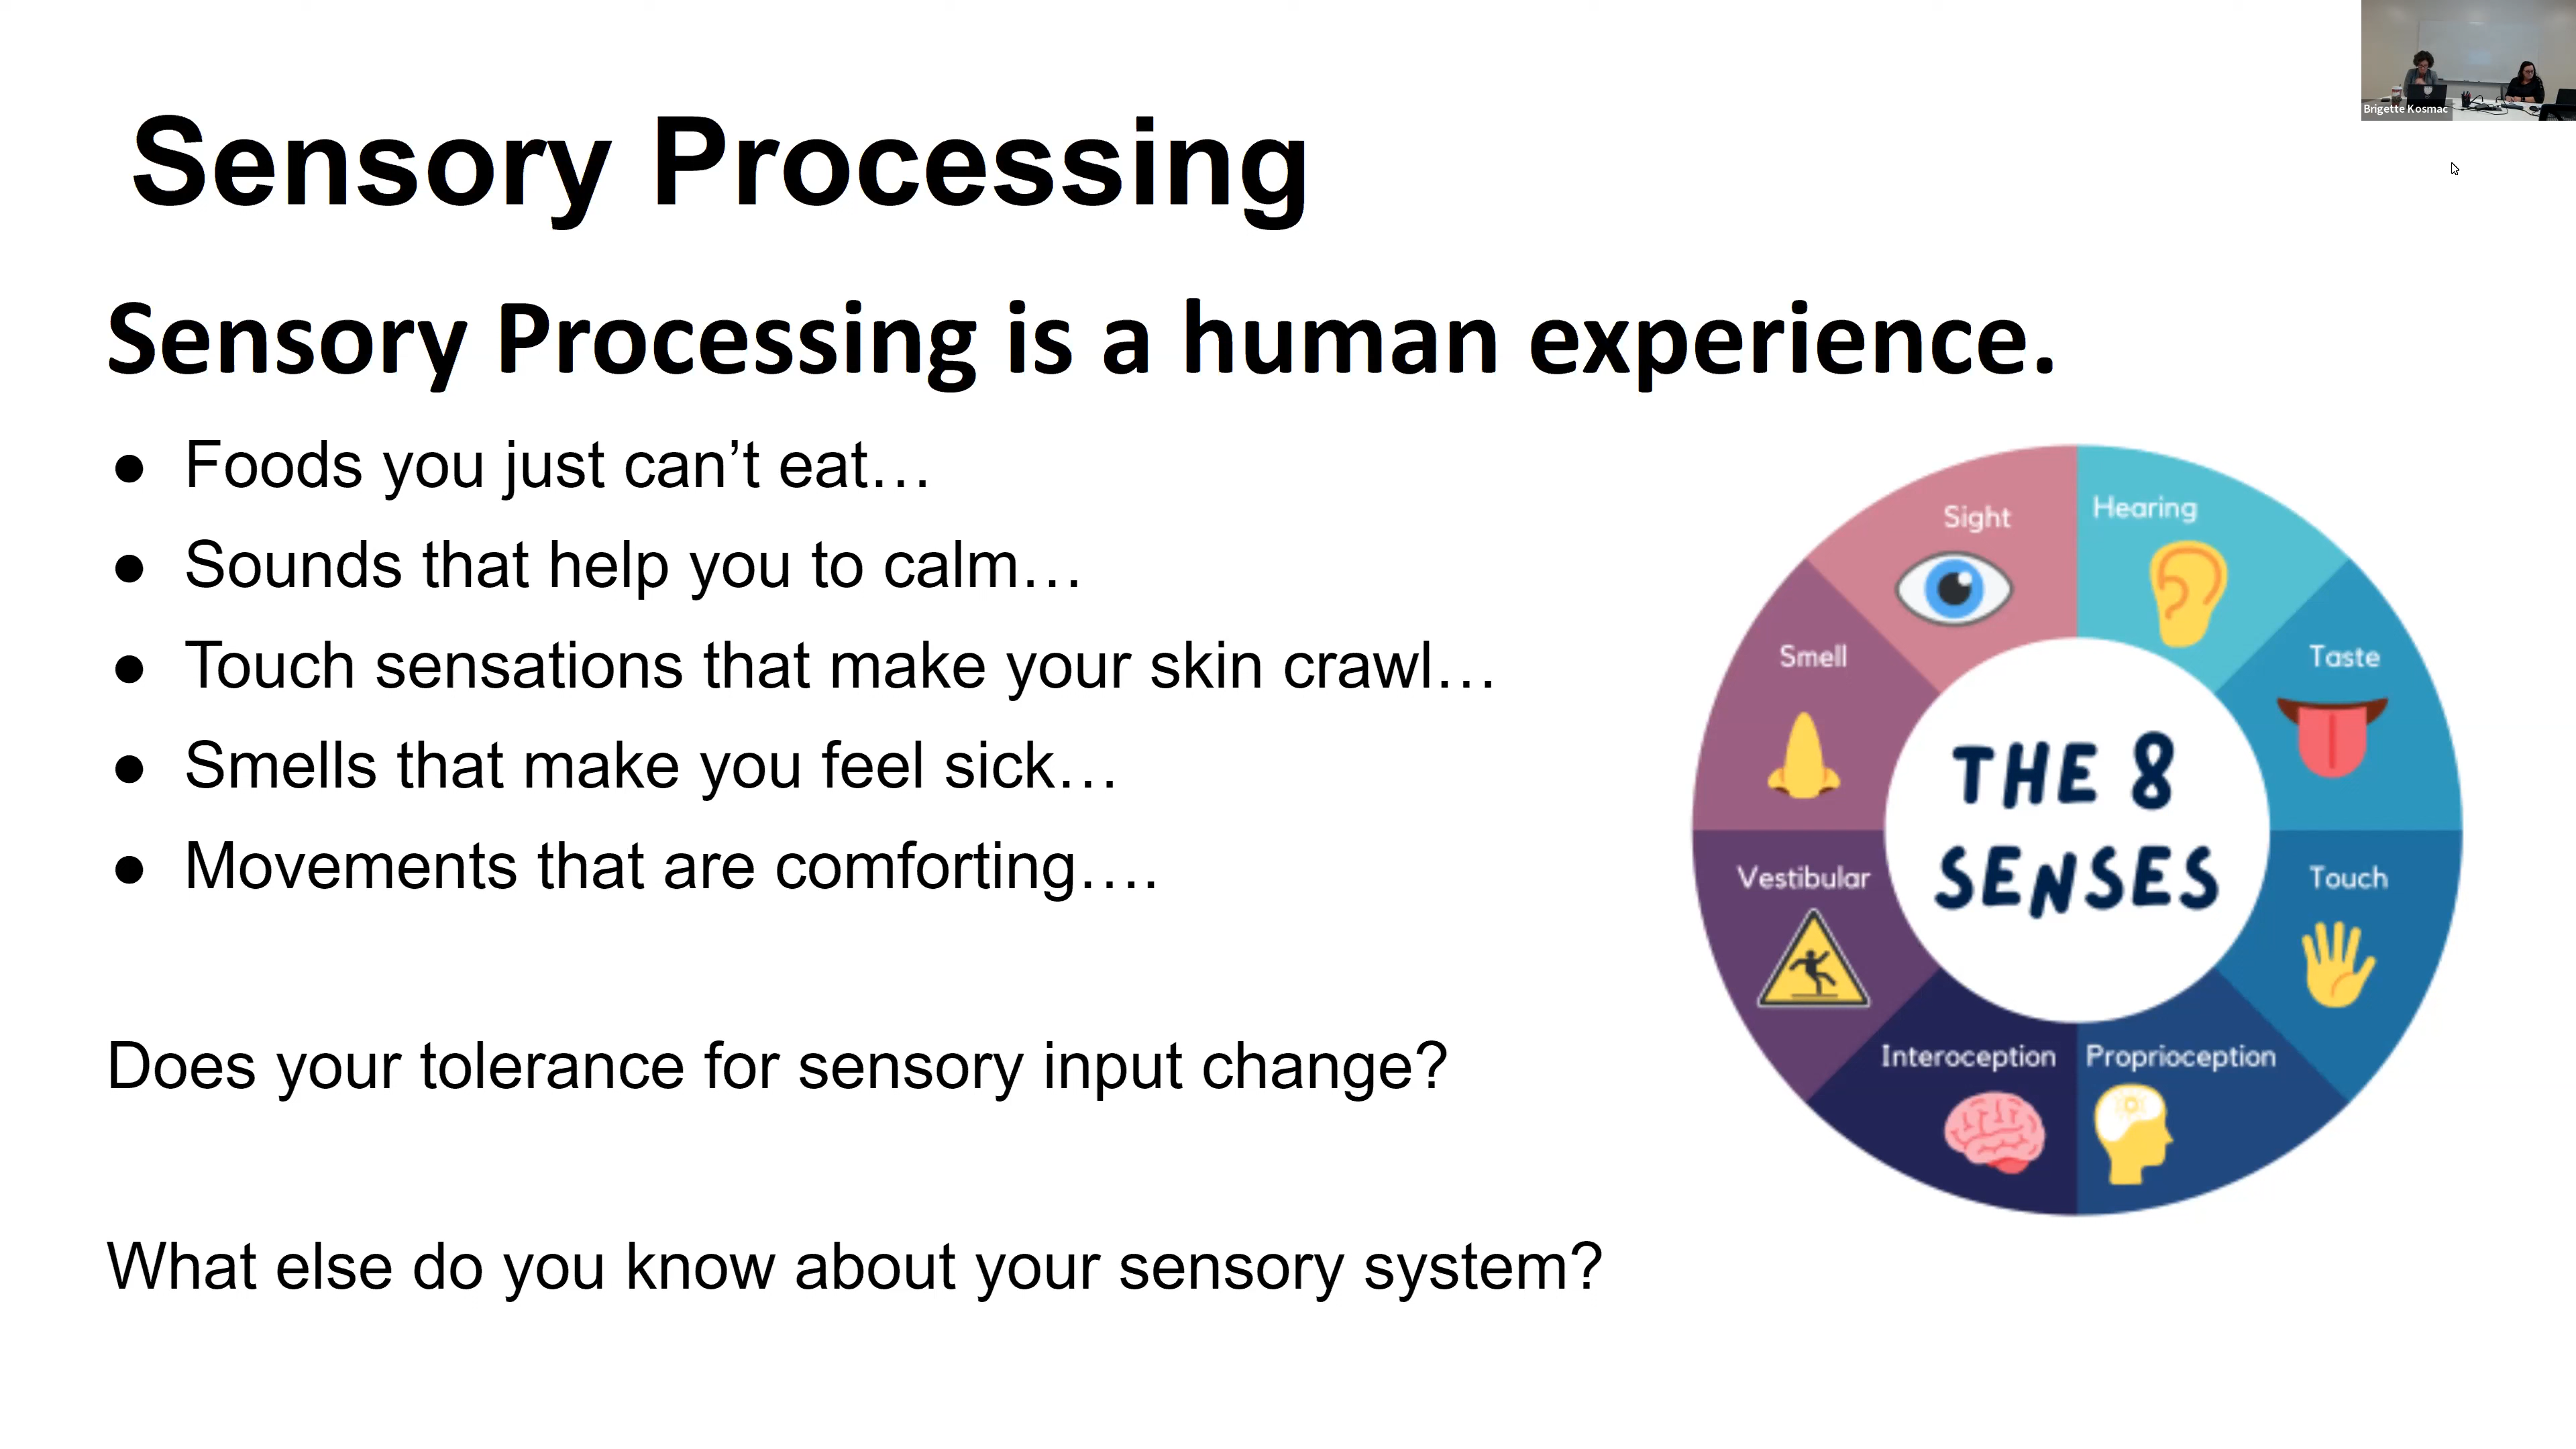 Brigette Kosmac
Sensory Processing
Sensory Processing is a human experience.
● Foods you just can’t eat…
● Sounds that help you to calm…
● Touch sensations that make your skin crawl…
● Smells that make you feel sick…
● Movements that are comforting….
Does your tolerance for sensory input change?
What else do you know about your sensory system?
Sight
Hearing
Smell
Taste
THE 8
SENSES
Vestibular
Touch
Interoception
Proprioception